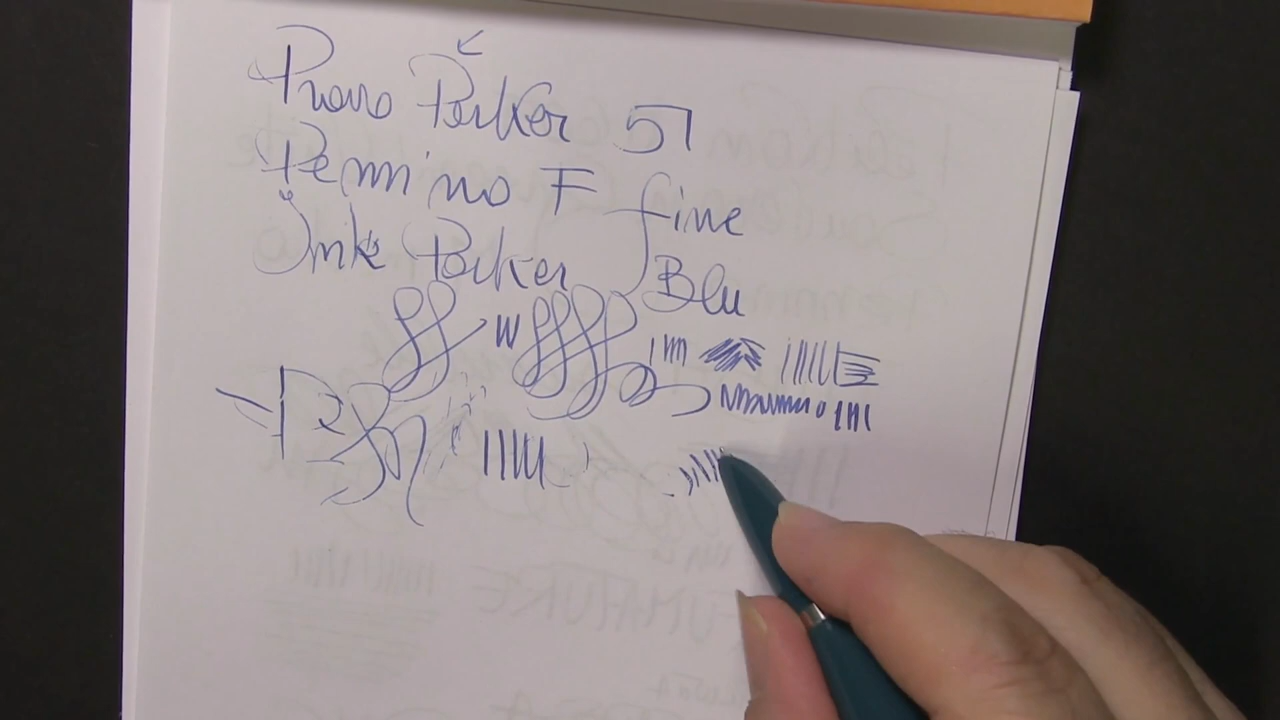 Prova Parker 51
Pennino F fine
Ink Parker Blu